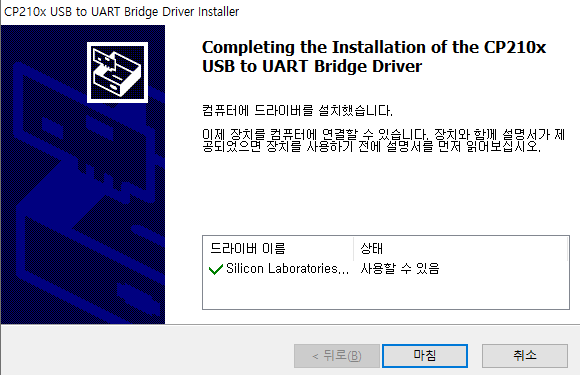 CP210x USB to UART Bridge Driver Installer
Completing the Installation of the CP210x
USB to UART Bridge Driver
컴퓨터에 드라이버를 설치했습니다.
이제 장치를 컴퓨터에 연결할 수 있습니다. 장치와 함께 설명서가 제
공되었으면 장치를 사용하기 전에 설명서를 먼저 읽어보십시오.
드라이버 이름 상태
Silicon Laboratories... 사용할 수 있음
< 뒤로(B) 마침 취소